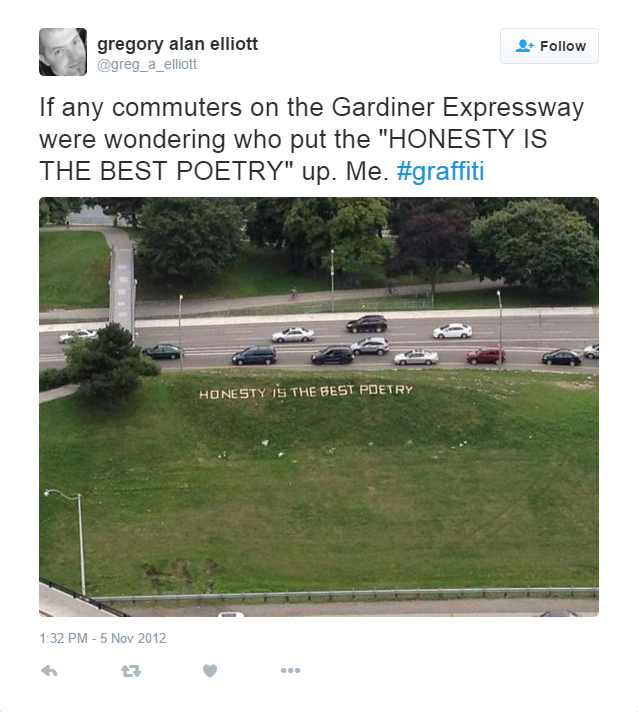 gregory alan elliott
@greg_a_elliott
Follow
If any commuters on the Gardiner Expressway
were wondering who put the "HONESTY IS
THE BEST POETRY" up. Me. #graffiti
HONESTY IS THE BEST POETRY
1:32 PM - 5 Nov 2012